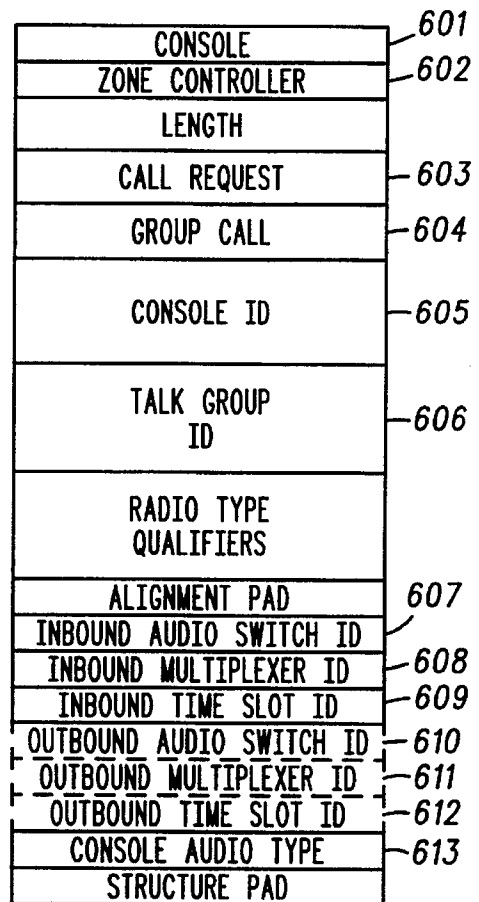 CONSOLE 601
ZONE CONTROLLER 602
LENGTH
CALL REQUEST 603
GROUP CALL 604
CONSOLE ID 605
TALK GROUP
ID 606
RADIO TYPE
QUALIFIERS
ALIGNMENT PAD
INBOUND AUDIO SWITCH ID 607
INBOUND MULTIPLEXER ID 608
INBOUND TIME SLOT ID 609
OUTBOUND AUDIO SWITCH ID 610
OUTBOUND MULTIPLEXER ID 611
OUTBOUND TIME SLOT ID 612
CONSOLE AUDIO TYPE 613
STRUCTURE PAD